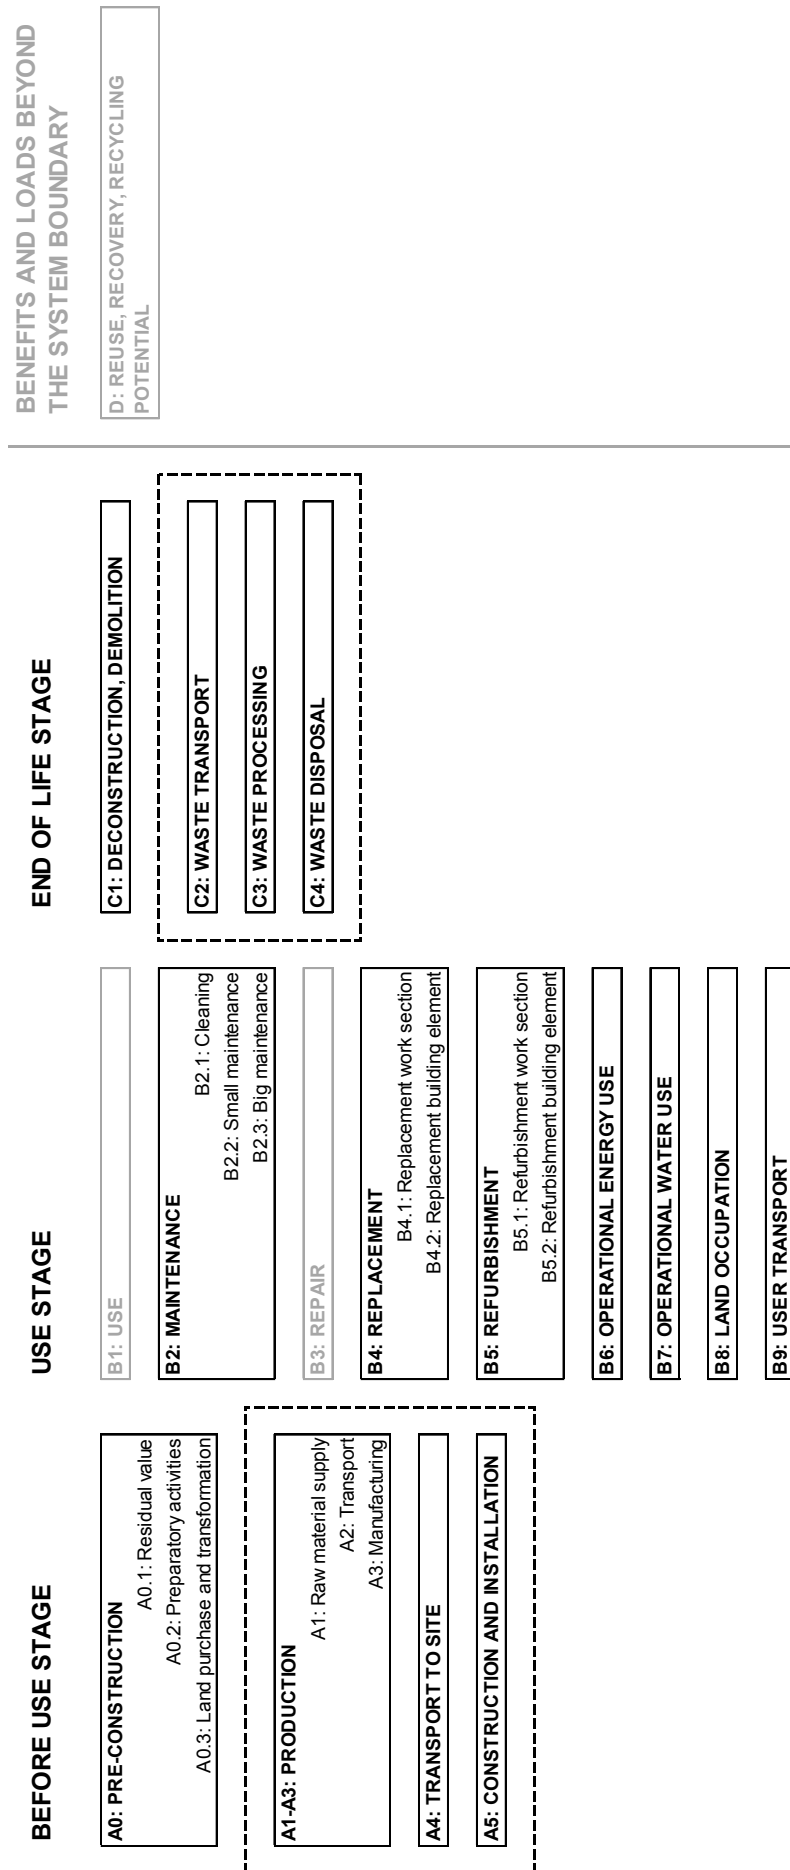 BEFORE USE STAGE
A0: PRE-CONSTRUCTION
A0.1: Residual value
A0.2: Preparatory activities
A0.3: Land purchase and transformation
A1-A3: PRODUCTION
A1: Raw material supply
A2: Transport
A3: Manufacturing
A4: TRANSPORT TO SITE
A5: CONSTRUCTION AND INSTALLATION
USE STAGE
B1: USE
B2: MAINTENANCE
B2.1: Cleaning
B2.2: Small maintenance
B2.3: Big maintenance
B3: REPAIR
B4: REPLACEMENT
B4.1: Replacement work section
B4.2: Replacement building element
B5: REFURBISHMENT
B5.1: Refurbishment work section
B5.2: Refurbishment building element
B6: OPERATIONAL ENERGY USE
B7: OPERATIONAL WATER USE
B8: LAND OCCUPATION
B9: USER TRANSPORT
END OF LIFE STAGE
C1: DECONSTRUCTION, DEMOLITION
C2: WASTE TRANSPORT
C3: WASTE PROCESSING
C4: WASTE DISPOSAL
BENEFITS AND LOADS BEYOND
THE SYSTEM BOUNDARY
D: REUSE, RECOVERY, RECYCLING
POTENTIAL